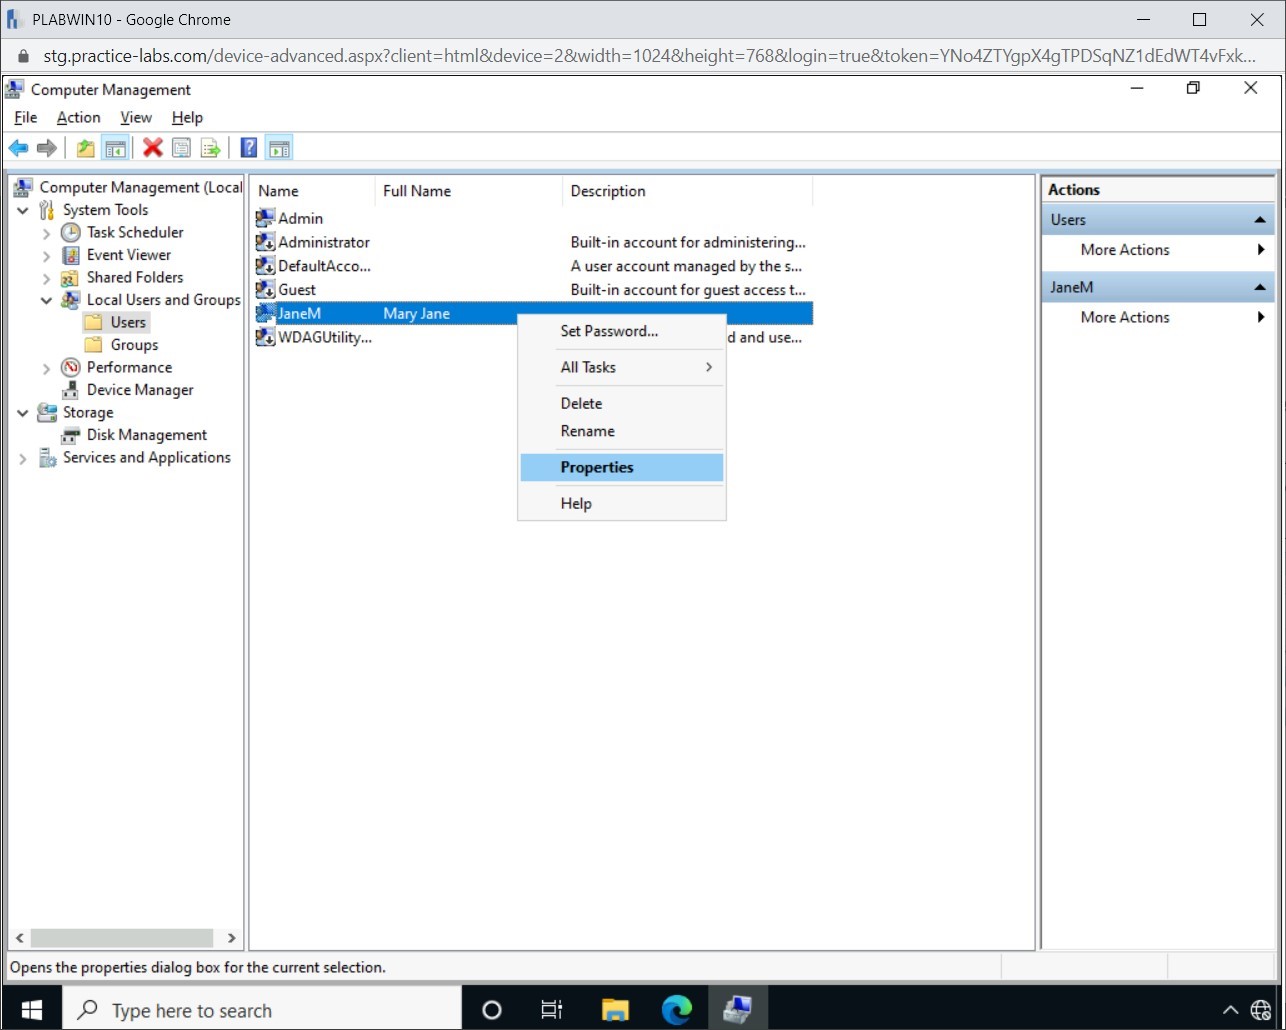 PLABWIN10 - Google Chrome
stg.practice-labs.com/device-advanced.aspx?client=html&device=2&width=1024&height=768&login=true&token=YNo4ZTYgpX4gTPDSqNZ1dEdWT4vFxk...
Computer Management
File Action View Help
Computer Management (Local
System Tools
Task Scheduler
Event Viewer
Shared Folders
Local Users and Groups
Users
Groups
Performance
Device Manager
Storage
Disk Management
Services and Applications
Name Full Name Description
Admin
Administrator Built-in account for administering...
DefaultAcco... A user account managed by the s...
Guest Built-in account for guest access t...
JaneM Mary Jane
WDAGUtility... d and use...
Set Password...
All Tasks
Delete
Rename
Properties
Help
Actions
Users
More Actions
JaneM
More Actions
Opens the properties dialog box for the current selection.
Type here to search